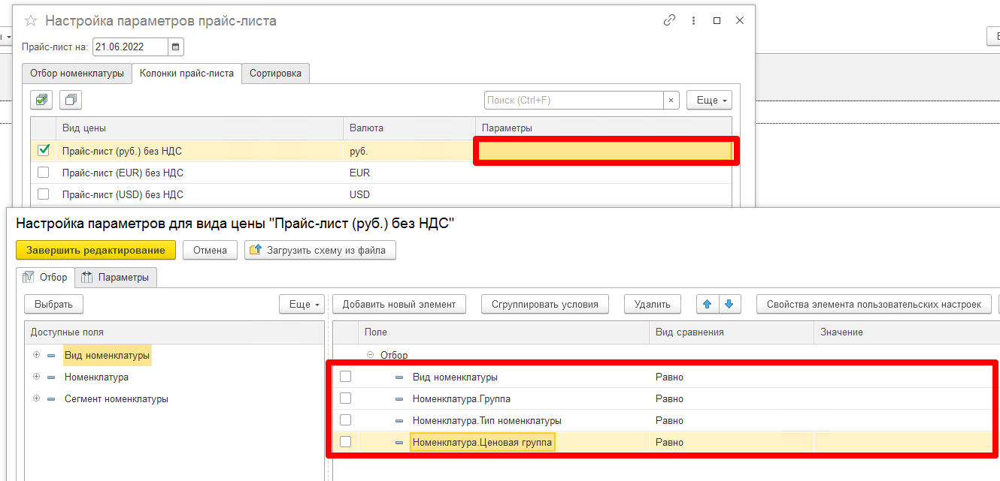 Настройка параметров прайс-листа
Прайс-лист на: 21.06.2022
Отбор номенклатуры Колонки прайс-листа Сортировка
Поиск (Ctrl+F) × Еще
Вид цены Валюта Параметры
Прайс-лист (руб.) без НДС руб.
Прайс-лист (EUR) без НДС EUR
Прайс-лист (USD) без НДС USD
Настройка параметров для вида цены "Прайс-лист (руб.) без НДС"
Завершить редактирование Отмена Загрузить схему из файла
Отбор Параметры
Выбрать Еще Добавить новый элемент Сгруппировать условия Удалить Свойства элемента пользовательских настроек
Доступные поля Поле Вид сравнения Значение
Вид номенклатуры Отбор
Номенклатура Вид номенклатуры Равно
Сегмент номенклатуры Номенклатура.Группа Равно
Номенклатура.Тип номенклатуры Равно
Номенклатура.Ценовая группа Равно